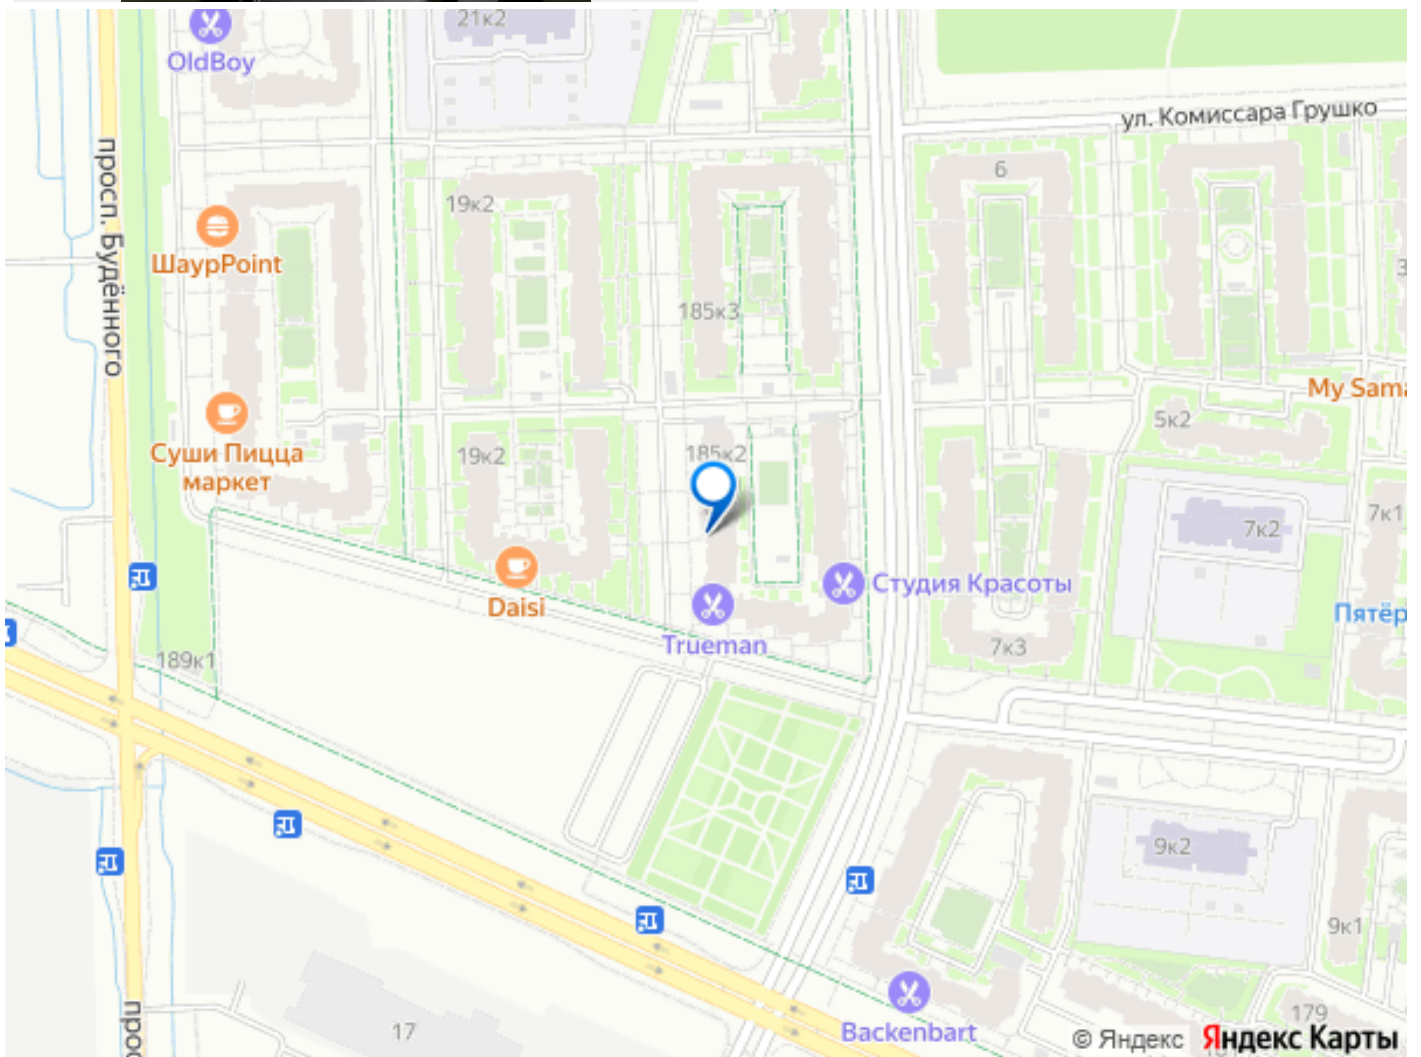 21к2
OldBoy
ул. Комиссара Грушко
просп. Будённого
6
19к2
ШаурPoint
185к3
My Sama
5к2
Суши Пицца
маркет
19к2
185к2
7к1
7к2
Daisi
Студия Красоты
Trueman
Пятёр
7к3
189к1
9к2
9к1
17
Backenbart
179
© Яндекс Яндекс Карты